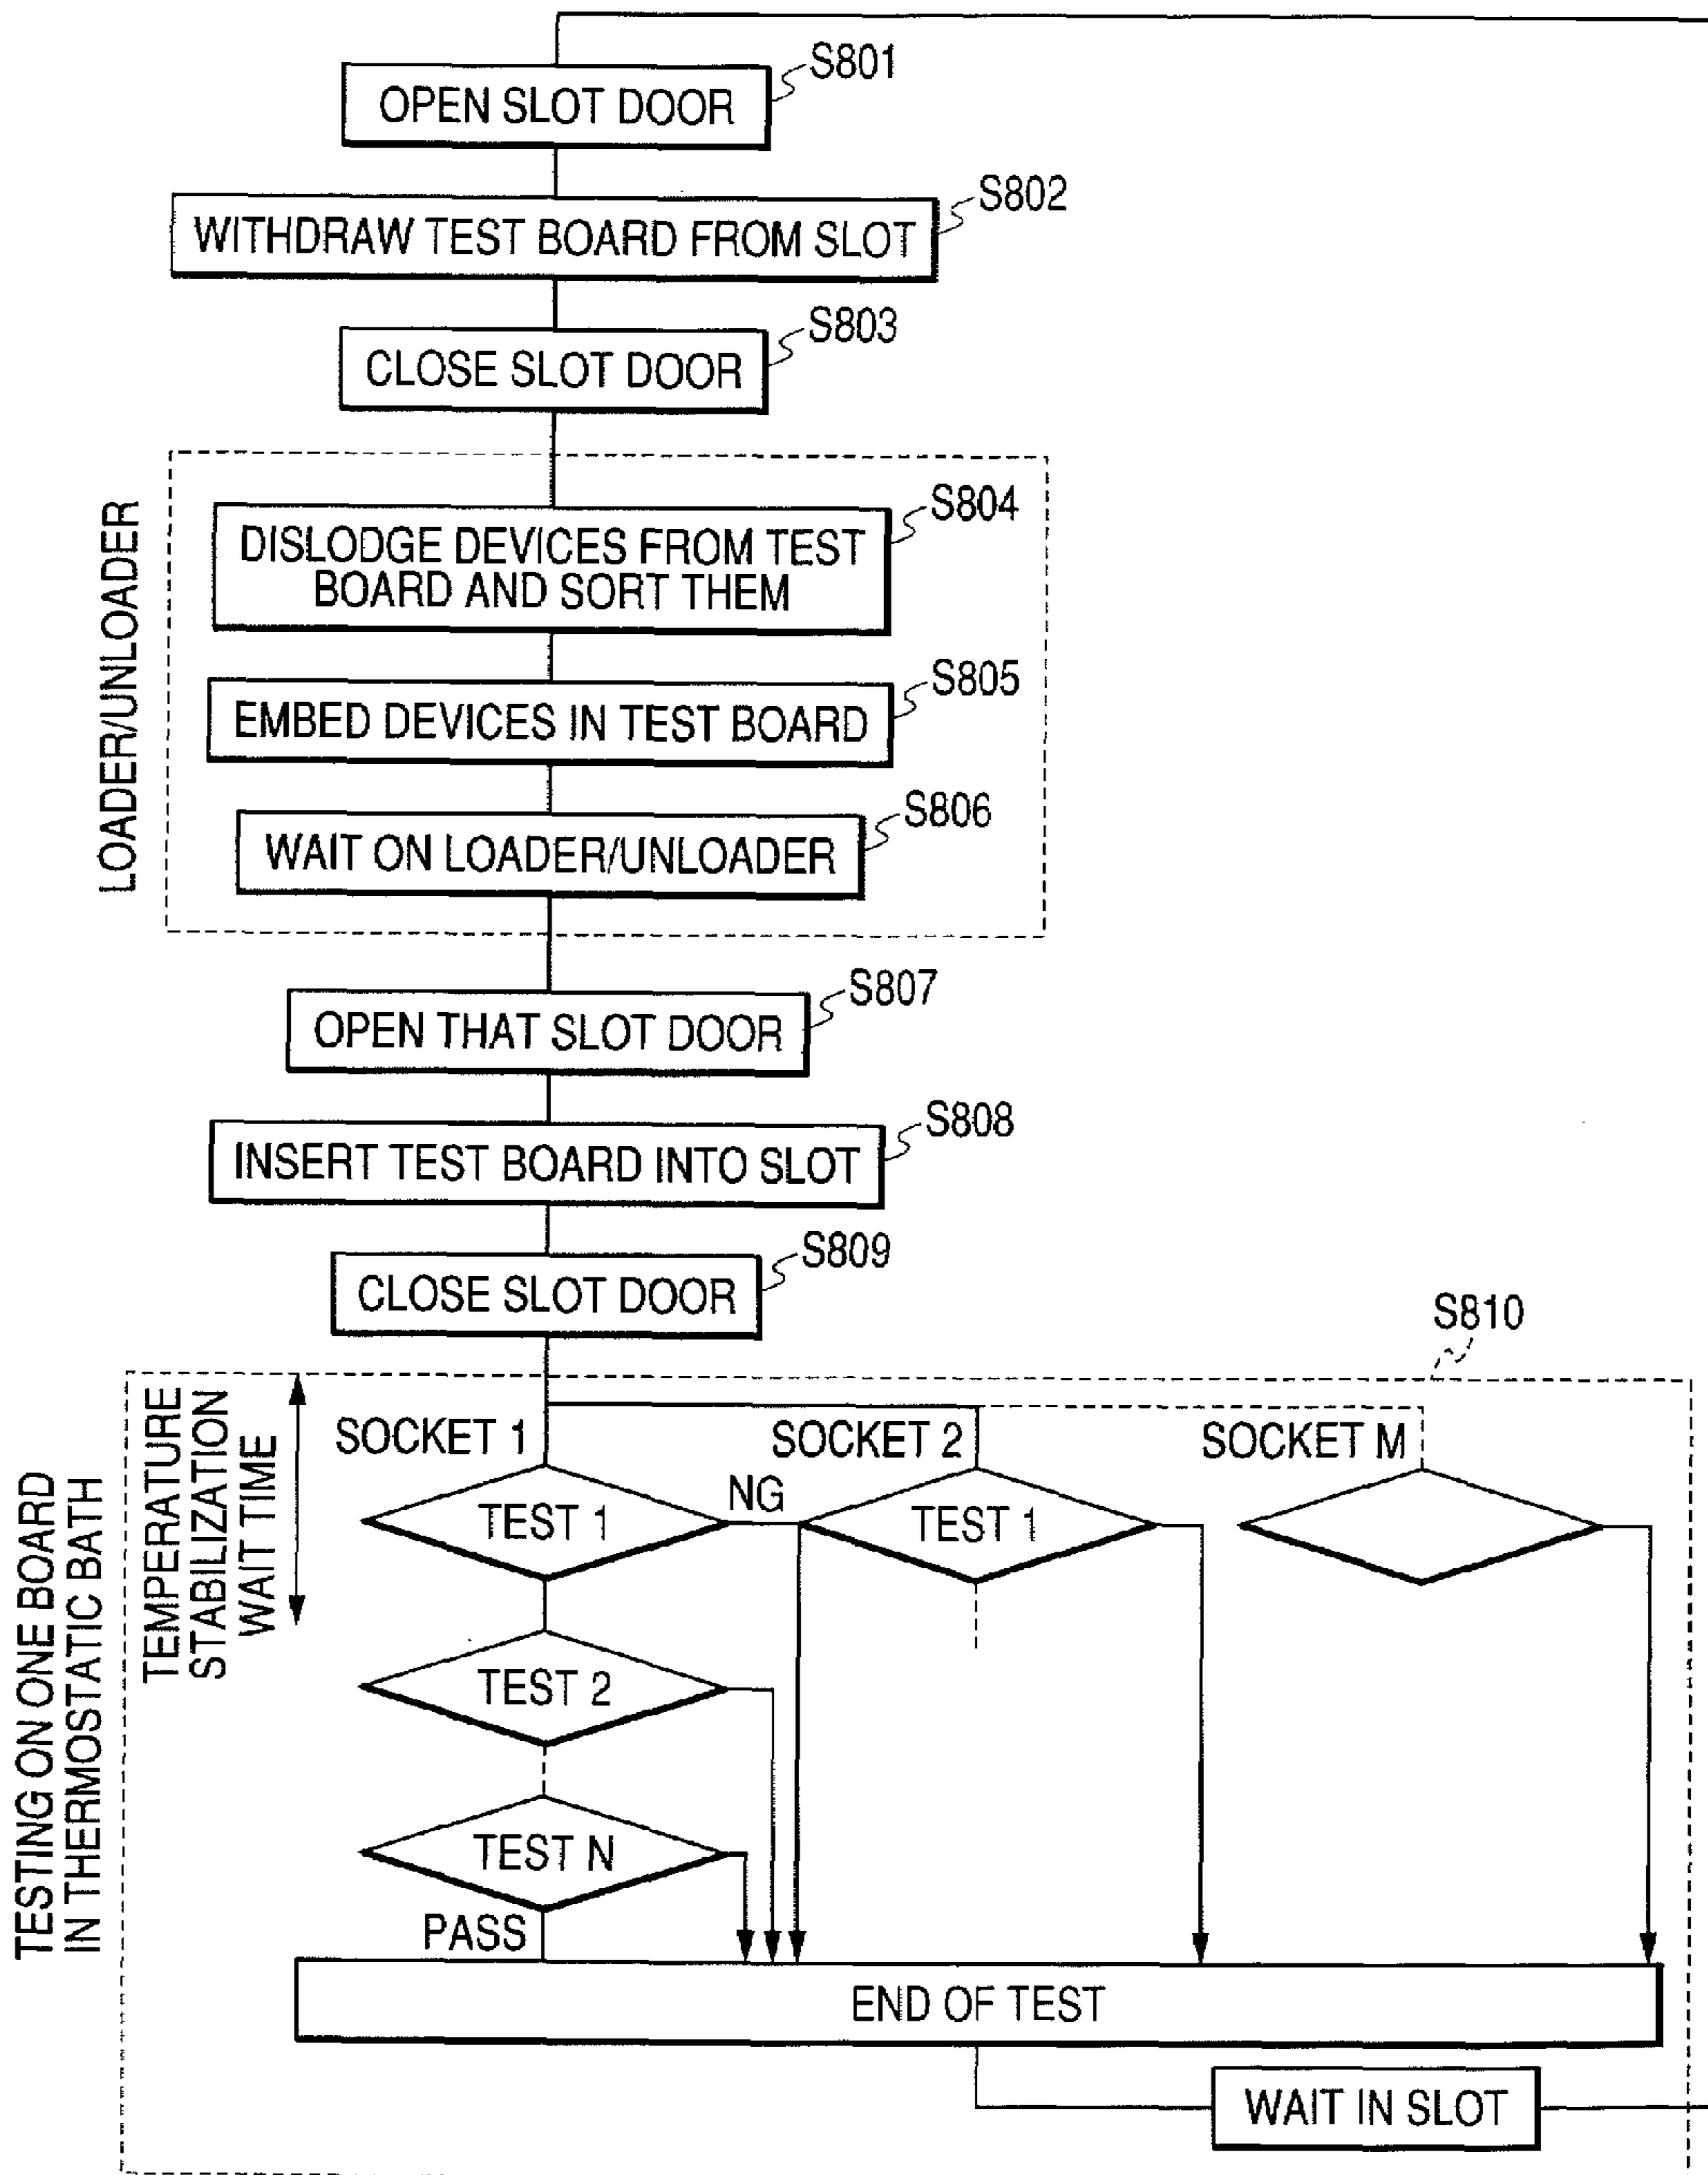 S801
OPEN SLOT DOOR
S802
WITHDRAW TEST BOARD FROM SLOT
S803
CLOSE SLOT DOOR
LOADER/UNLOADER
S804
DISLODGE DEVICES FROM TEST
BOARD AND SORT THEM
S805
EMBED DEVICES IN TEST BOARD
S806
WAIT ON LOADER/UNLOADER
S807
OPEN THAT SLOT DOOR
S808
INSERT TEST BOARD INTO SLOT
S809
CLOSE SLOT DOOR
S810
TESTING ON ONE BOARD
IN THERMOSTATIC BATH
TEMPERATURE
STABILIZATION
WAIT TIME
SOCKET 1
SOCKET 2
SOCKET M
TEST 1
NG
TEST 1
TEST 2
TEST N
PASS
END OF TEST
WAIT IN SLOT